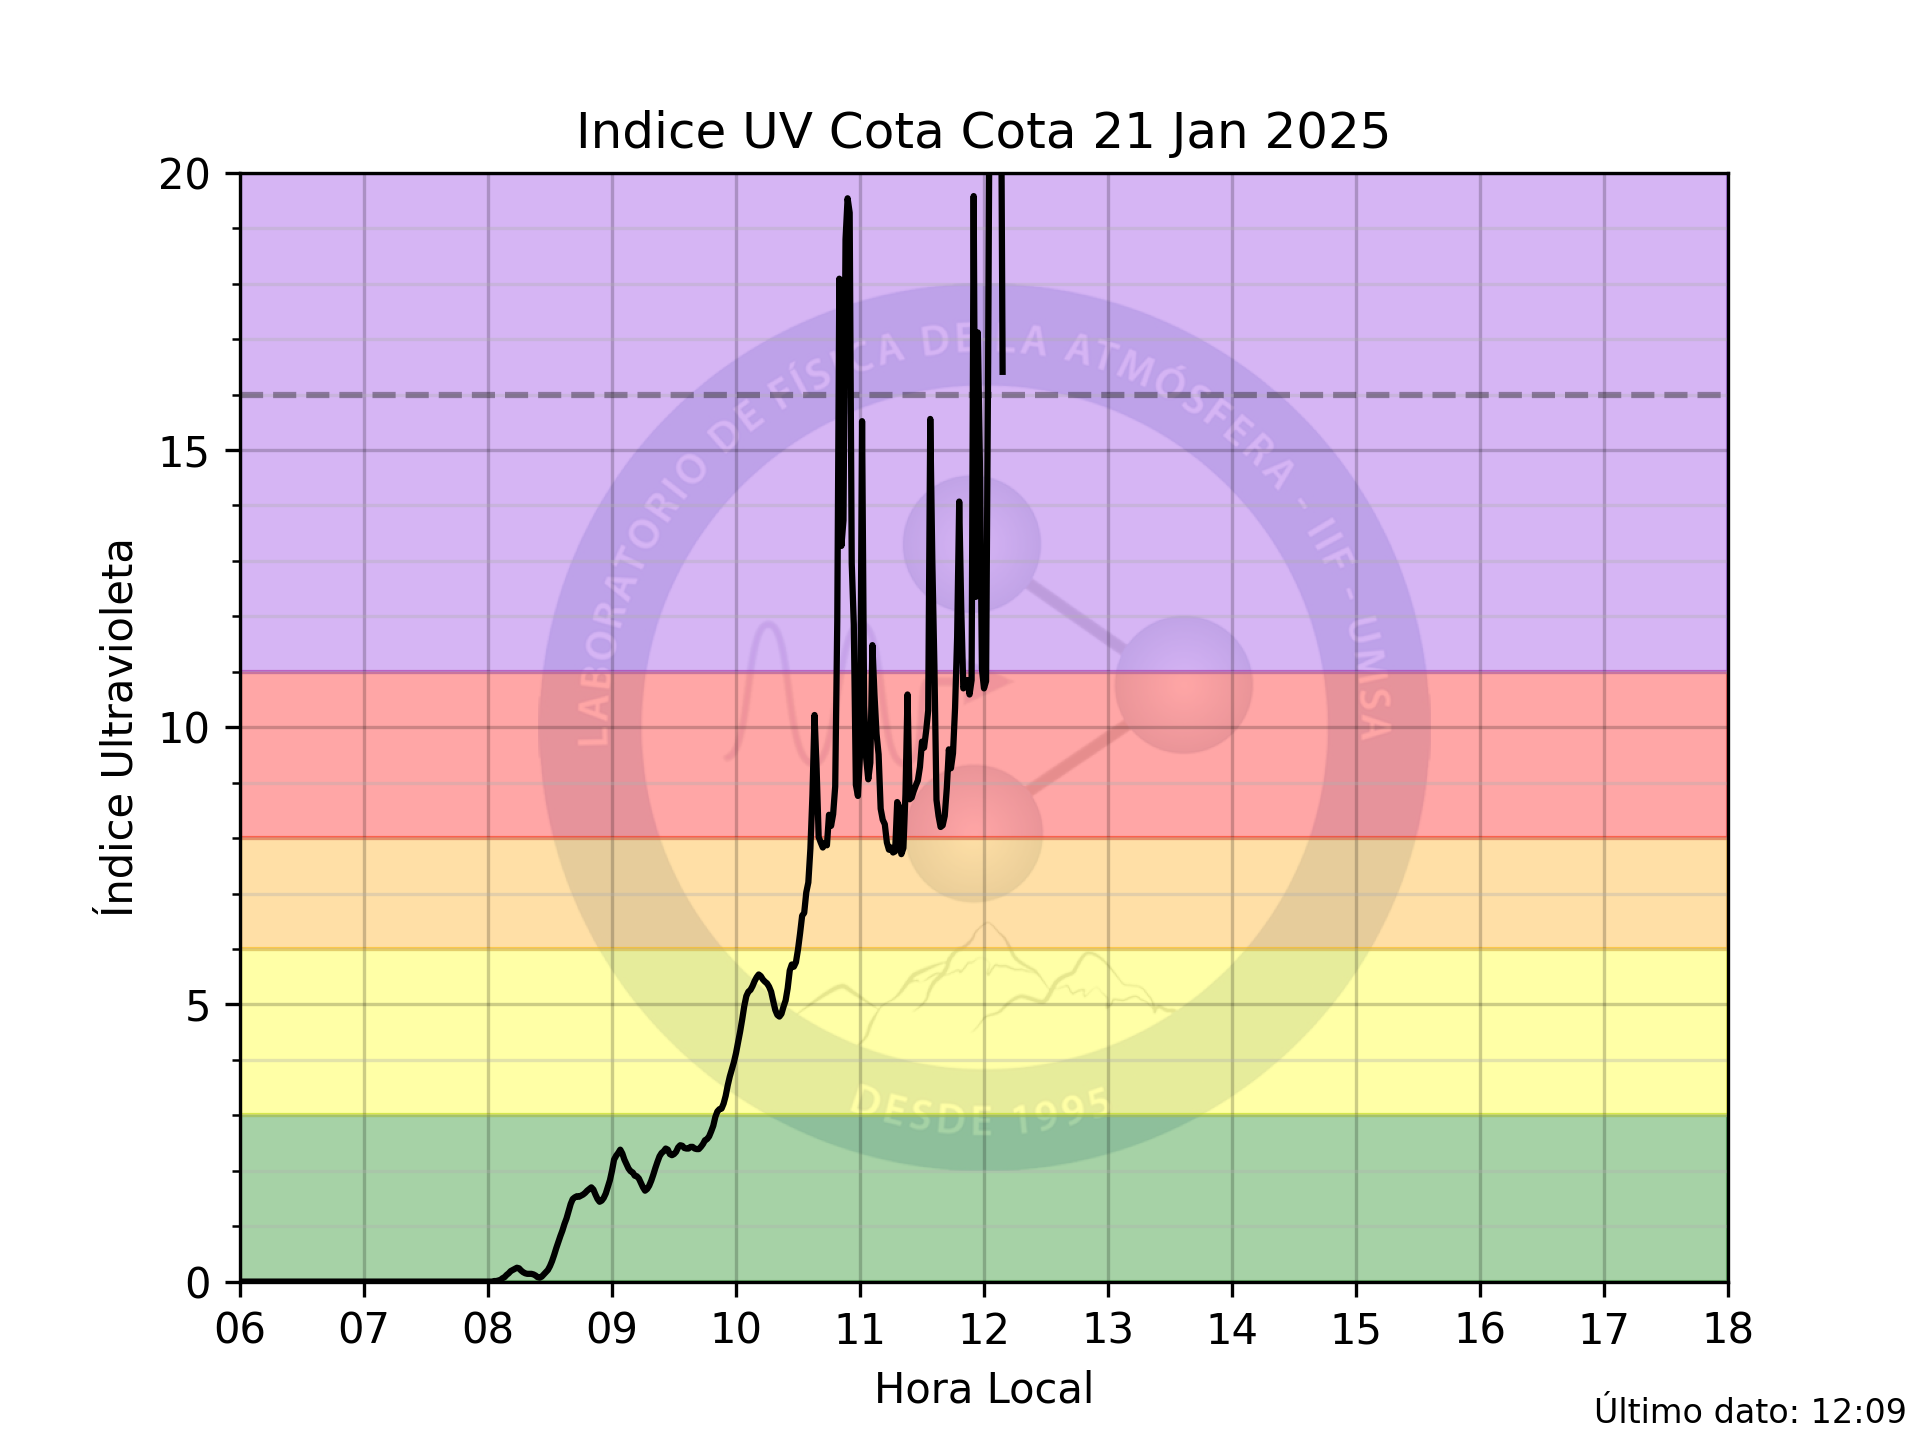 Indice UV Cota Cota 21 Jan 2025
20
15
10
5
0
Índice Ultravioleta
LABORATORIO DE FÍSICA DE LA ATMÓSFERA - IIF - UMSA
DESDE 1995
06 07 08 09 10 11 12 13 14 15 16 17 18
Hora Local
Último dato: 12:09